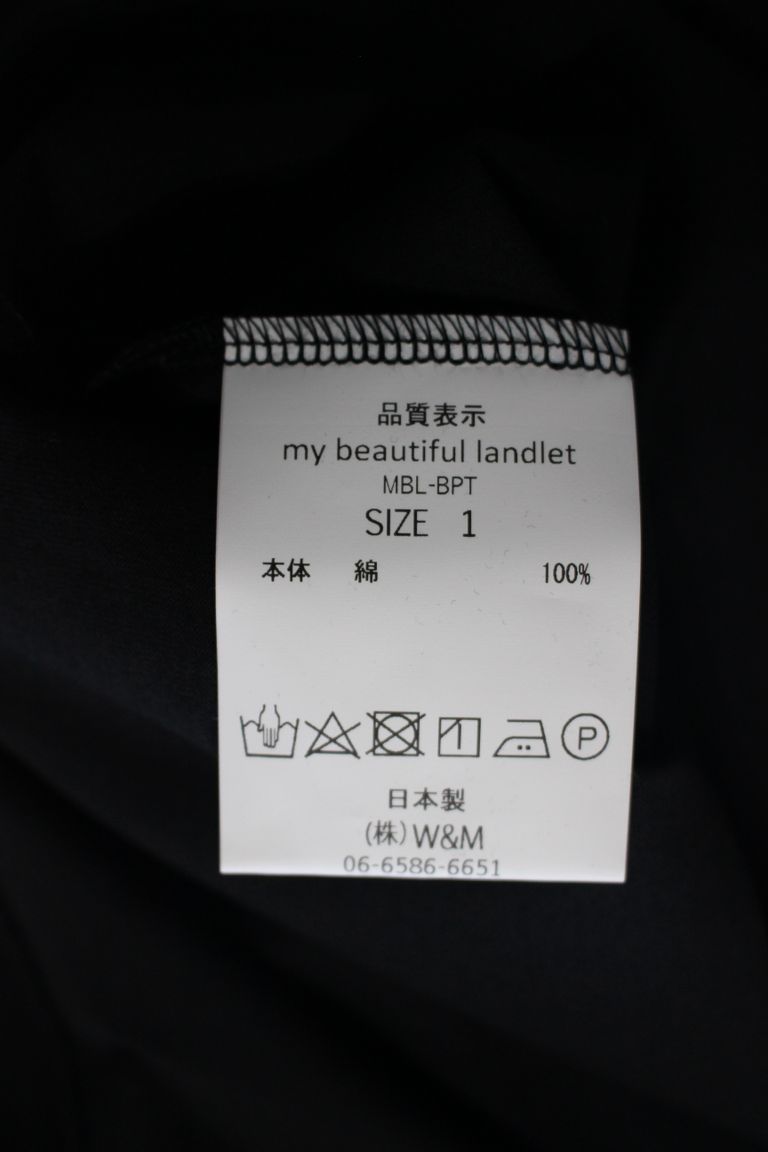 品質表示
my beautiful landlet
MBL-BPT
SIZE 1
本体 綿 100%
P
日本製
(株)W&M
06-6586-6651